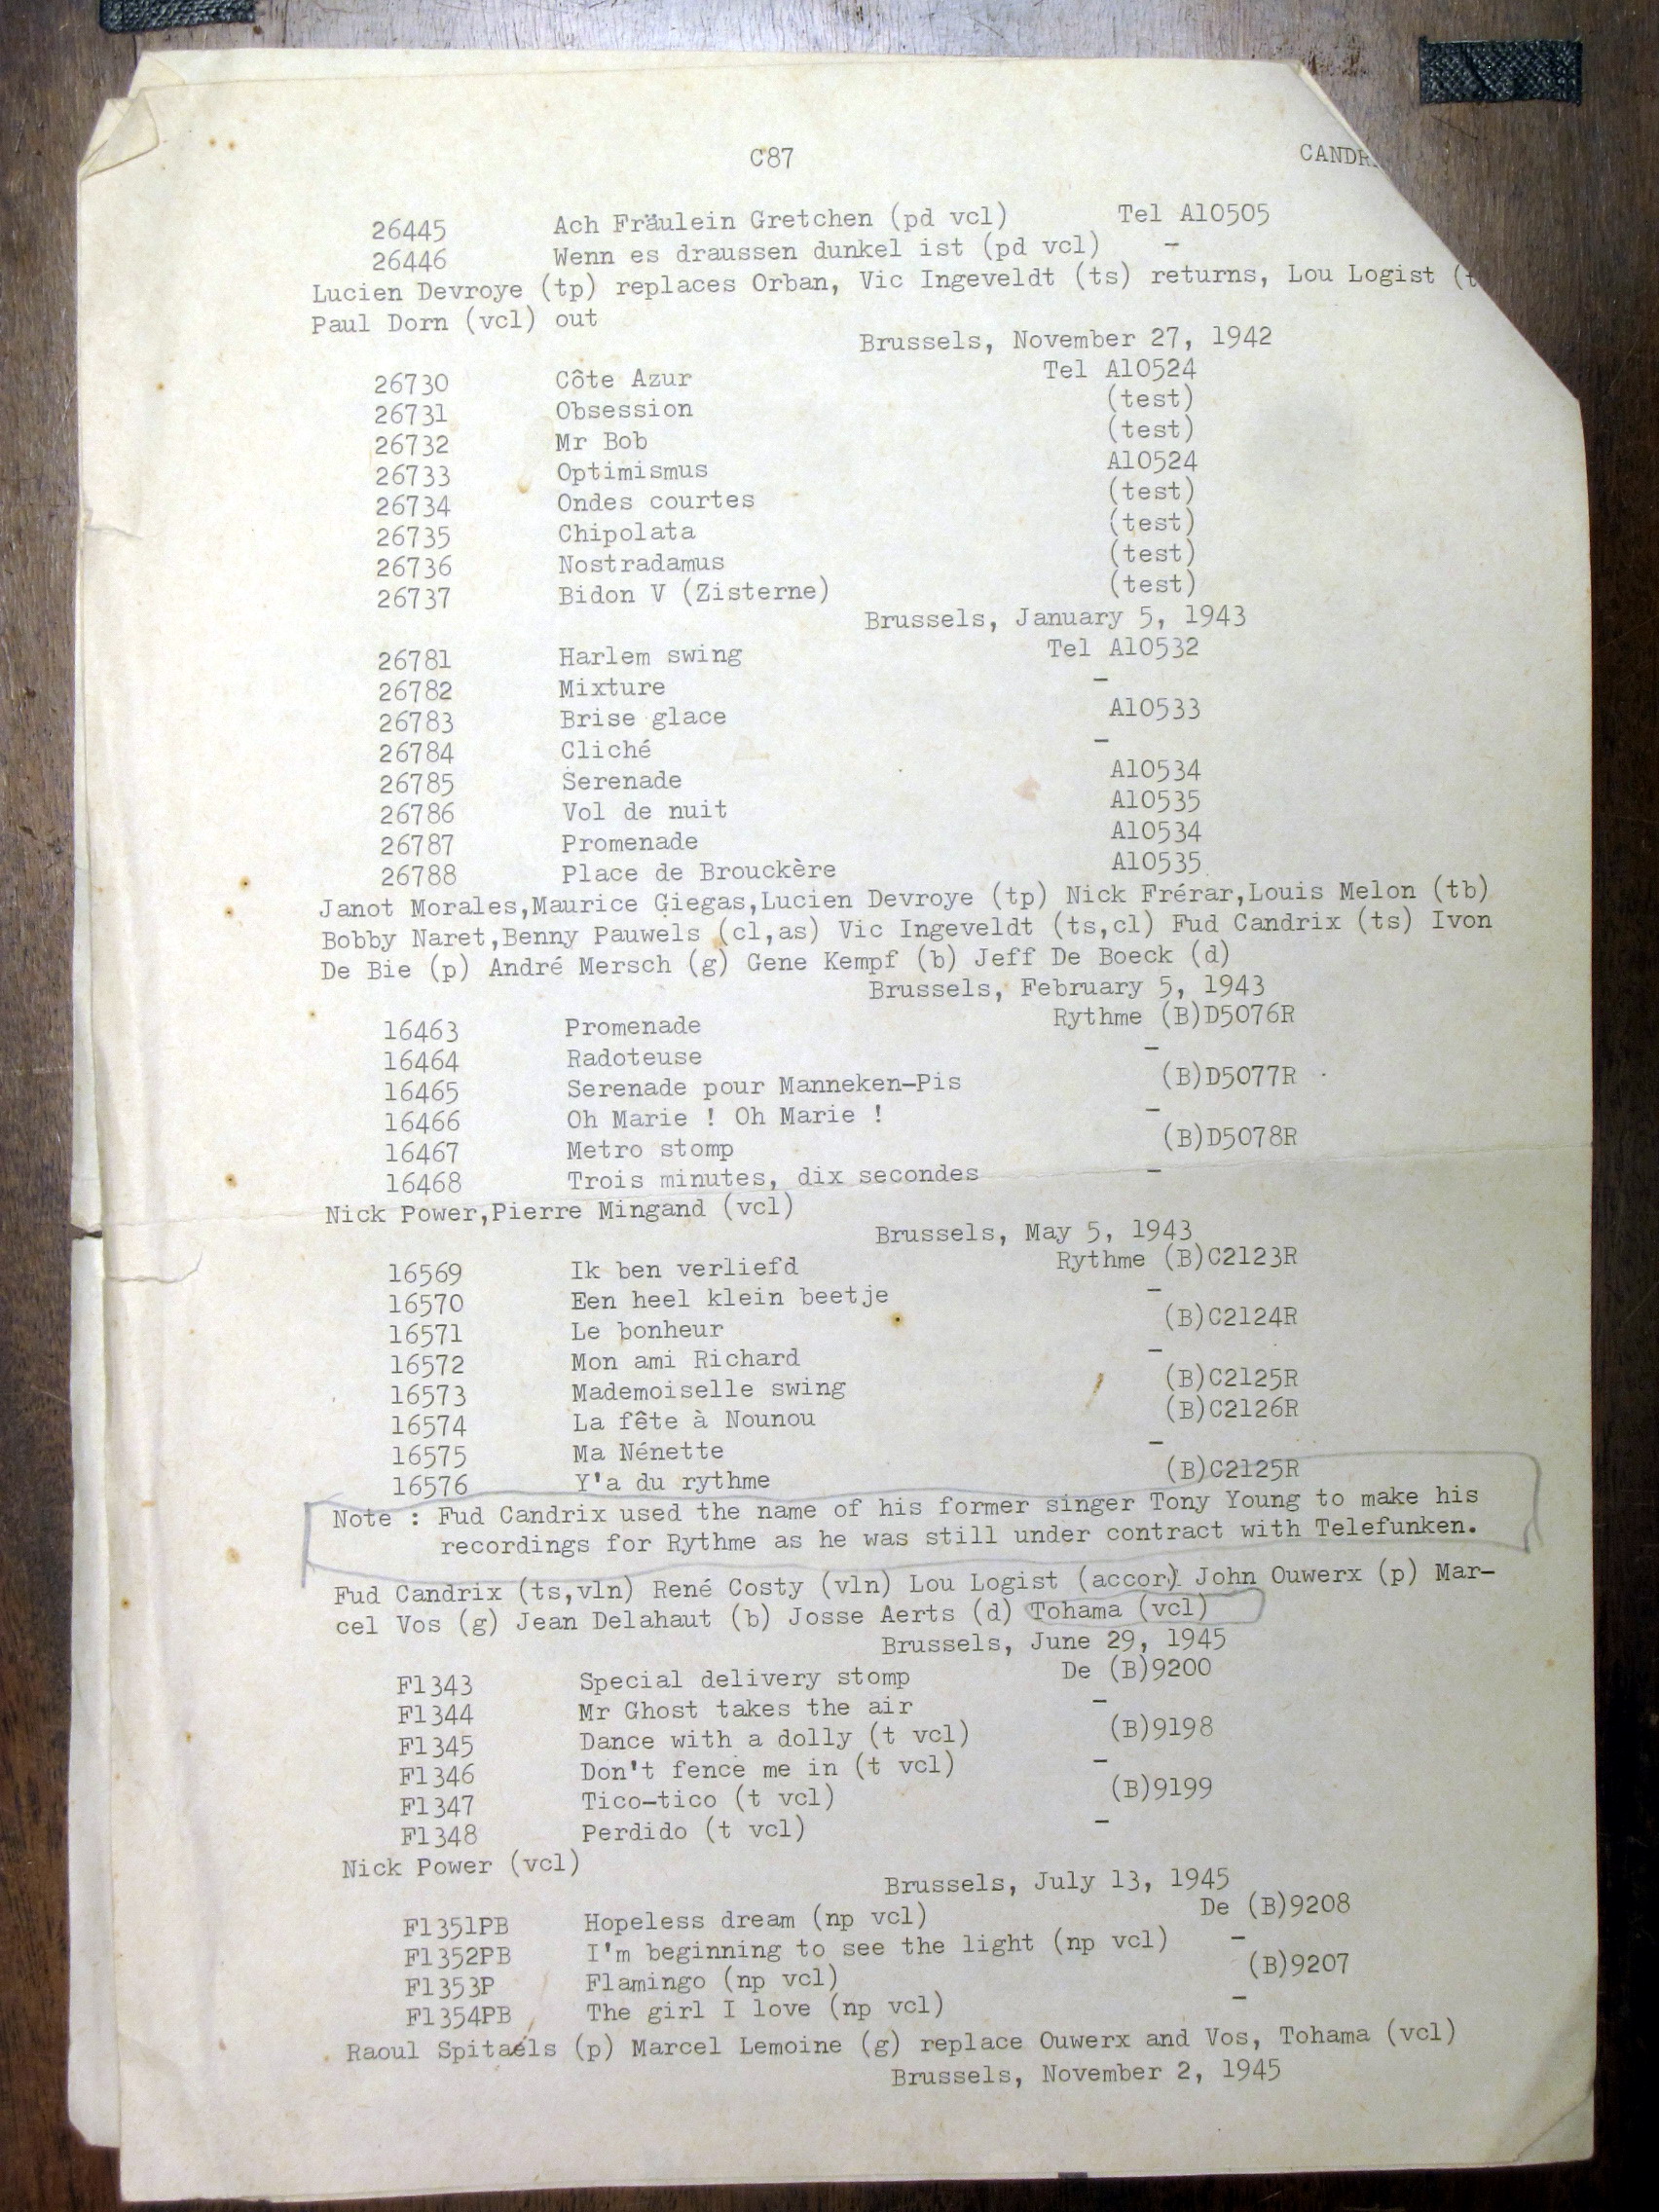 C87 CANDR
26445 Ach Fräulein Gretchen (pd vcl) Tel A10505
26446 Wenn es draussen dunkel ist (pd vcl) -
Lucien Devroye (tp) replaces Orban, Vic Ingeveldt (ts) returns, Lou Logist (t
Paul Dorn (vcl) out
Brussels, November 27, 1942
26730 Côte Azur Tel A10524
26731 Obsession (test)
26732 Mr Bob (test)
26733 Optimismus A10524
26734 Ondes courtes (test)
26735 Chipolata (test)
26736 Nostradamus (test)
26737 Bidon V (Zisterne) (test)
Brussels, January 5, 1943
26781 Harlem swing Tel A10532
26782 Mixture -
26783 Brise glace A10533
26784 Cliché -
26785 Serenade A10534
26786 Vol de nuit A10535
26787 Promenade A10534
26788 Place de Brouckère A10535
Janot Morales,Maurice Giegas,Lucien Devroye (tp) Nick Frérar,Louis Melon (tb)
Bobby Naret,Benny Pauwels (cl,as) Vic Ingeveldt (ts,cl) Fud Candrix (ts) Ivon
De Bie (p) André Mersch (g) Gene Kempf (b) Jeff De Boeck (d)
Brussels, February 5, 1943
16463 Promenade Rythme (B)D5076R
16464 Radoteuse -
16465 Serenade pour Manneken-Pis (B)D5077R
16466 Oh Marie ! Oh Marie ! -
16467 Metro stomp (B)D5078R
16468 Trois minutes, dix secondes -
Nick Power,Pierre Mingand (vcl)
Brussels, May 5, 1943
16569 Ik ben verliefd Rythme (B)C2123R
16570 Een heel klein beetje -
16571 Le bonheur (B)C2124R
16572 Mon ami Richard -
16573 Mademoiselle swing (B)C2125R
16574 La fête à Nounou (B)C2126R
16575 Ma Nénette -
16576 Y'a du rythme (B)C2125R
Note : Fud Candrix used the name of his former singer Tony Young to make his
recordings for Rythme as he was still under contract with Telefunken.
Fud Candrix (ts,vln) René Costy (vln) Lou Logist (accor) John Ouwerx (p) Mar-
cel Vos (g) Jean Delahaut (b) Josse Aerts (d) Tohama (vcl)
Brussels, June 29, 1945
F1343 Special delivery stomp De (B)9200
F1344 Mr Ghost takes the air -
F1345 Dance with a dolly (t vcl) (B)9198
F1346 Don't fence me in (t vcl) -
F1347 Tico-tico (t vcl) (B)9199
F1348 Perdido (t vcl) -
Nick Power (vcl)
Brussels, July 13, 1945
F1351PB Hopeless dream (np vcl) De (B)9208
F1352PB I'm beginning to see the light (np vcl) -
F1353P Flamingo (np vcl) (B)9207
F1354PB The girl I love (np vcl) -
Raoul Spitaels (p) Marcel Lemoine (g) replace Ouwerx and Vos, Tohama (vcl)
Brussels, November 2, 1945